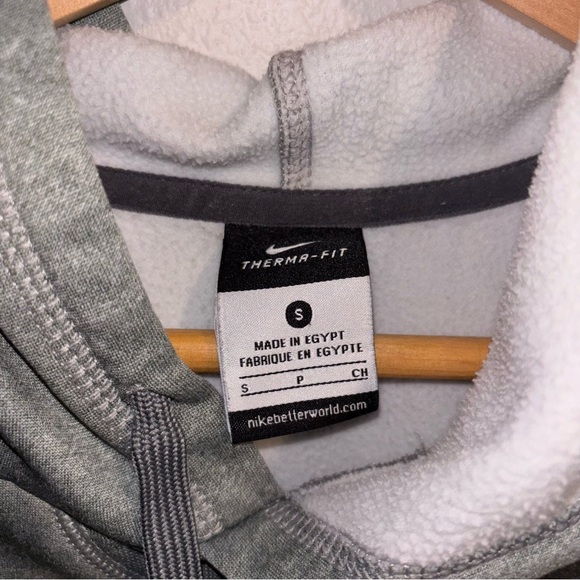 THERMA-FIT
S
MADE IN EGYPT
FABRIQUE EN EGYPTE
S P CH
nikebetterworld.com